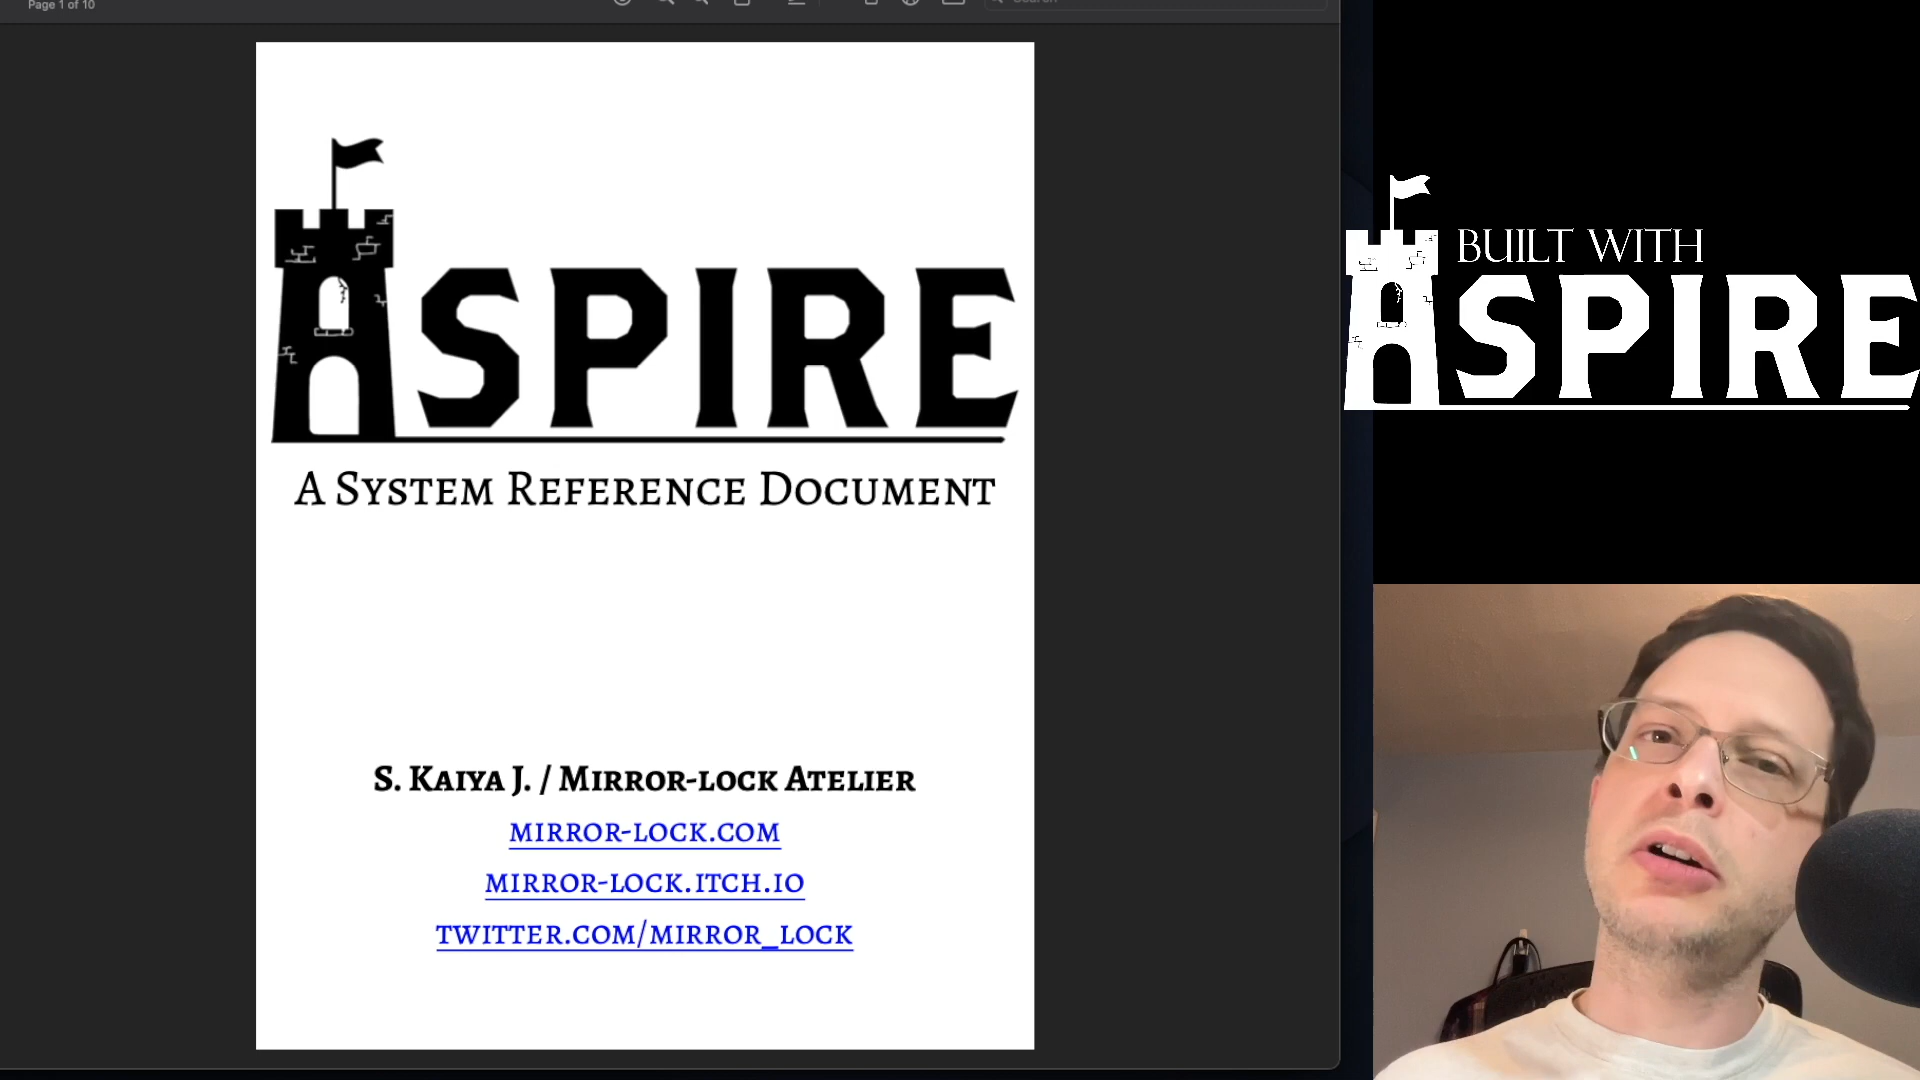 Page 1 of 10
Search
ASPIRE
A System Reference Document
S. Kaiya J. / Mirror-lock Atelier
mirror-lock.com
mirror-lock.itch.io
twitter.com/mirror_lock
BUILT WITH
ASPIRE